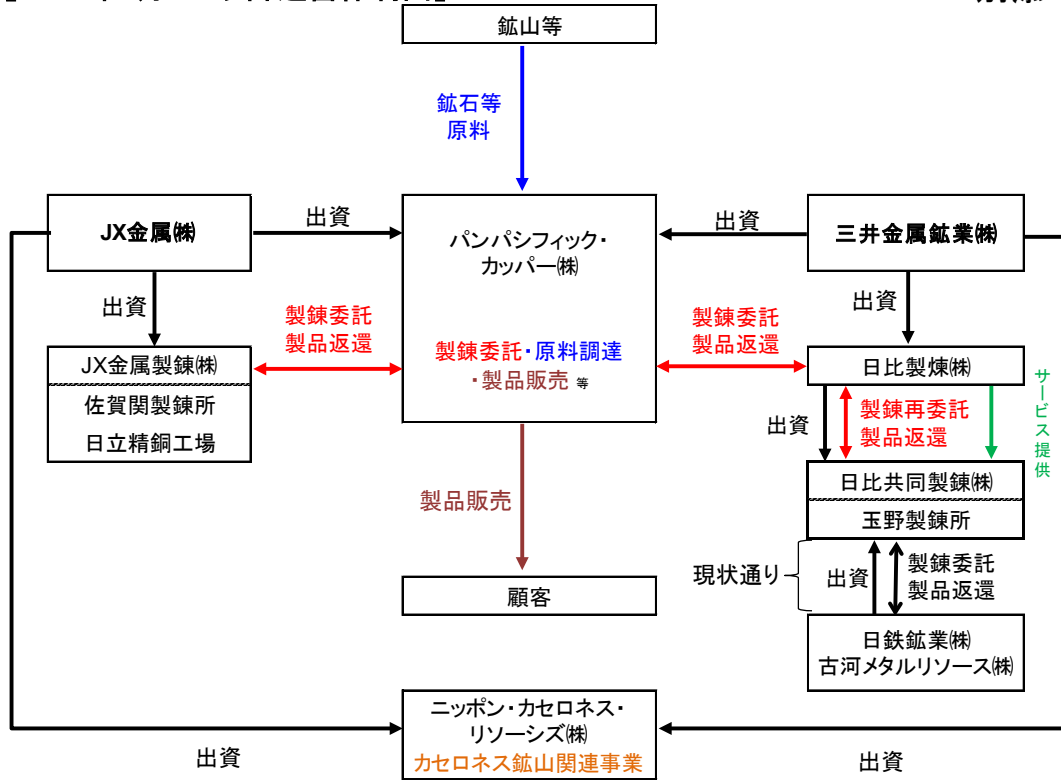 鉱山等
鉱石等
原料
JX金属㈱
出資
パンパシフィック・
カッパー㈱
出資
三井金属鉱業㈱
出資
出資
製錬委託
製品返還
製錬委託・原料調達
・製品販売 等
製錬委託
製品返還
JX金属製錬㈱
佐賀関製錬所
日立精銅工場
日比製煉㈱
出資
製錬再委託
製品返還
サービス提供
日比共同製錬㈱
玉野製錬所
製品販売
現状通り
出資
製錬委託
製品返還
顧客
日鉄鉱業㈱
古河メタルリソース㈱
ニッポン・カセロネス・
リソーシズ㈱
カセロネス鉱山関連事業
出資
出資